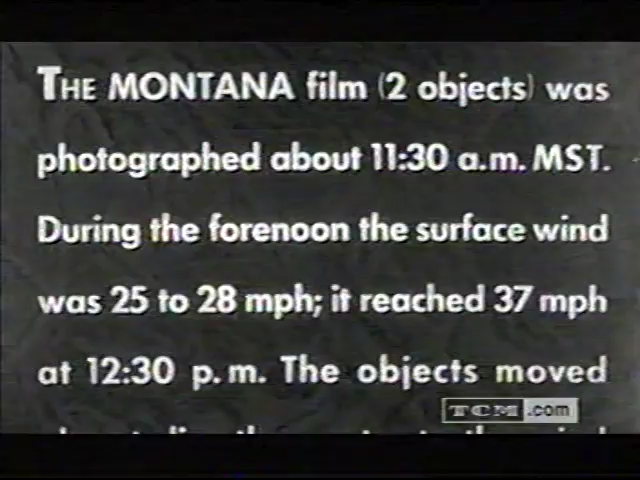 THE MONTANA film (2 objects) was
photographed about 11:30 a.m. MST.
During the forenoon the surface wind
was 25 to 28 mph; it reached 37 mph
at 12:30 p.m. The objects moved
TCM.com